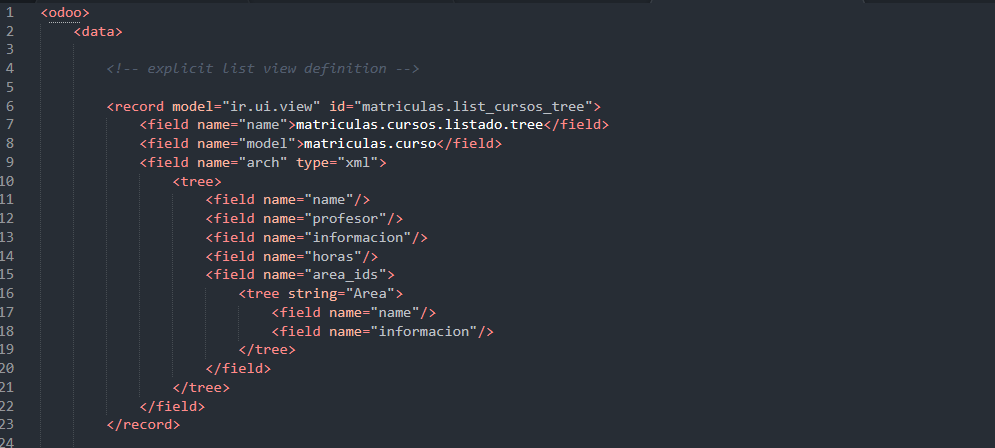 1 <odoo>
2     <data>
3
4         <!-- explicit list view definition -->
5
6         <record model="ir.ui.view" id="matriculas.list_cursos_tree">
7             <field name="name">matriculas.cursos.listado.tree</field>
8             <field name="model">matriculas.curso</field>
9             <field name="arch" type="xml">
10                 <tree>
11                     <field name="name"/>
12                     <field name="profesor"/>
13                     <field name="informacion"/>
14                     <field name="horas"/>
15                     <field name="area_ids">
16                         <tree string="Area">
17                             <field name="name"/>
18                             <field name="informacion"/>
19                         </tree>
20                     </field>
21                 </tree>
22             </field>
23         </record>
24